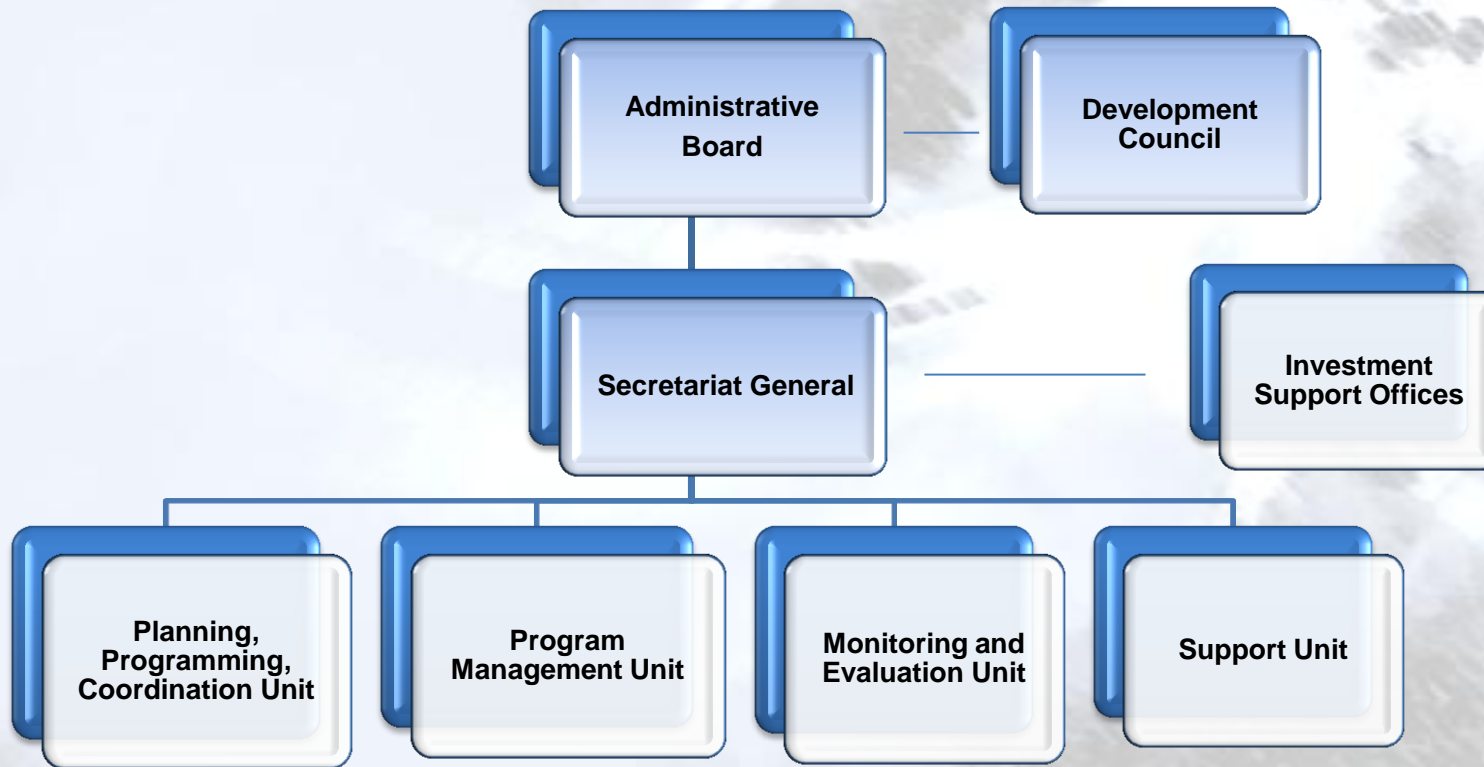 Administrative
Board
Development
Council
Secretariat General
Investment
Support Offices
Planning,
Programming,
Coordination Unit
Program
Management Unit
Monitoring and
Evaluation Unit
Support Unit